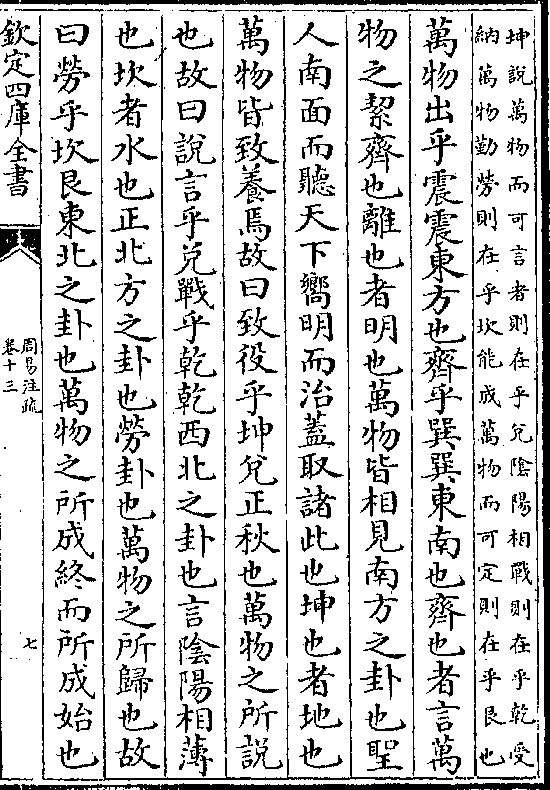 坤說萬物而可言者則在乎兌陰陽相戰則在乎乾受
納萬物勤勞則在乎坎能成萬物而可定則在乎艮也
萬物出乎震震東方也齊乎巽巽東南也齊也者言萬
物之絜齊也離也者明也萬物皆相見南方之卦也聖
人南面而聽天下嚮明而治蓋取諸此也坤也者地也
萬物皆致養焉故曰致役乎坤兌正秋也萬物之所說
也故曰說言乎兌戰乎乾乾西北之卦也言陰陽相薄
也坎者水也正北方之卦也勞卦也萬物之所歸也故
曰勞乎坎艮東北之卦也萬物之所成終而所成始也
欽定四庫全書
周易注疏
卷十三
七